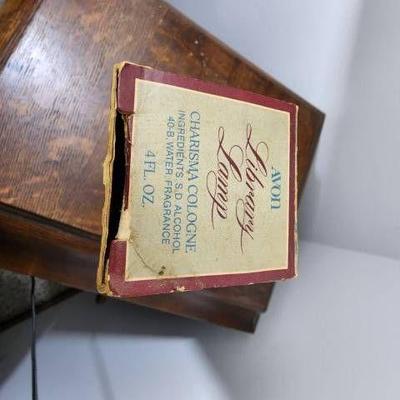 AVON
Library
Lamp
CHARISMA COLOGNE
INGREDIENTS S.D. ALCOHOL
40-B WATER FRAGRANCE
4 FL. OZ.